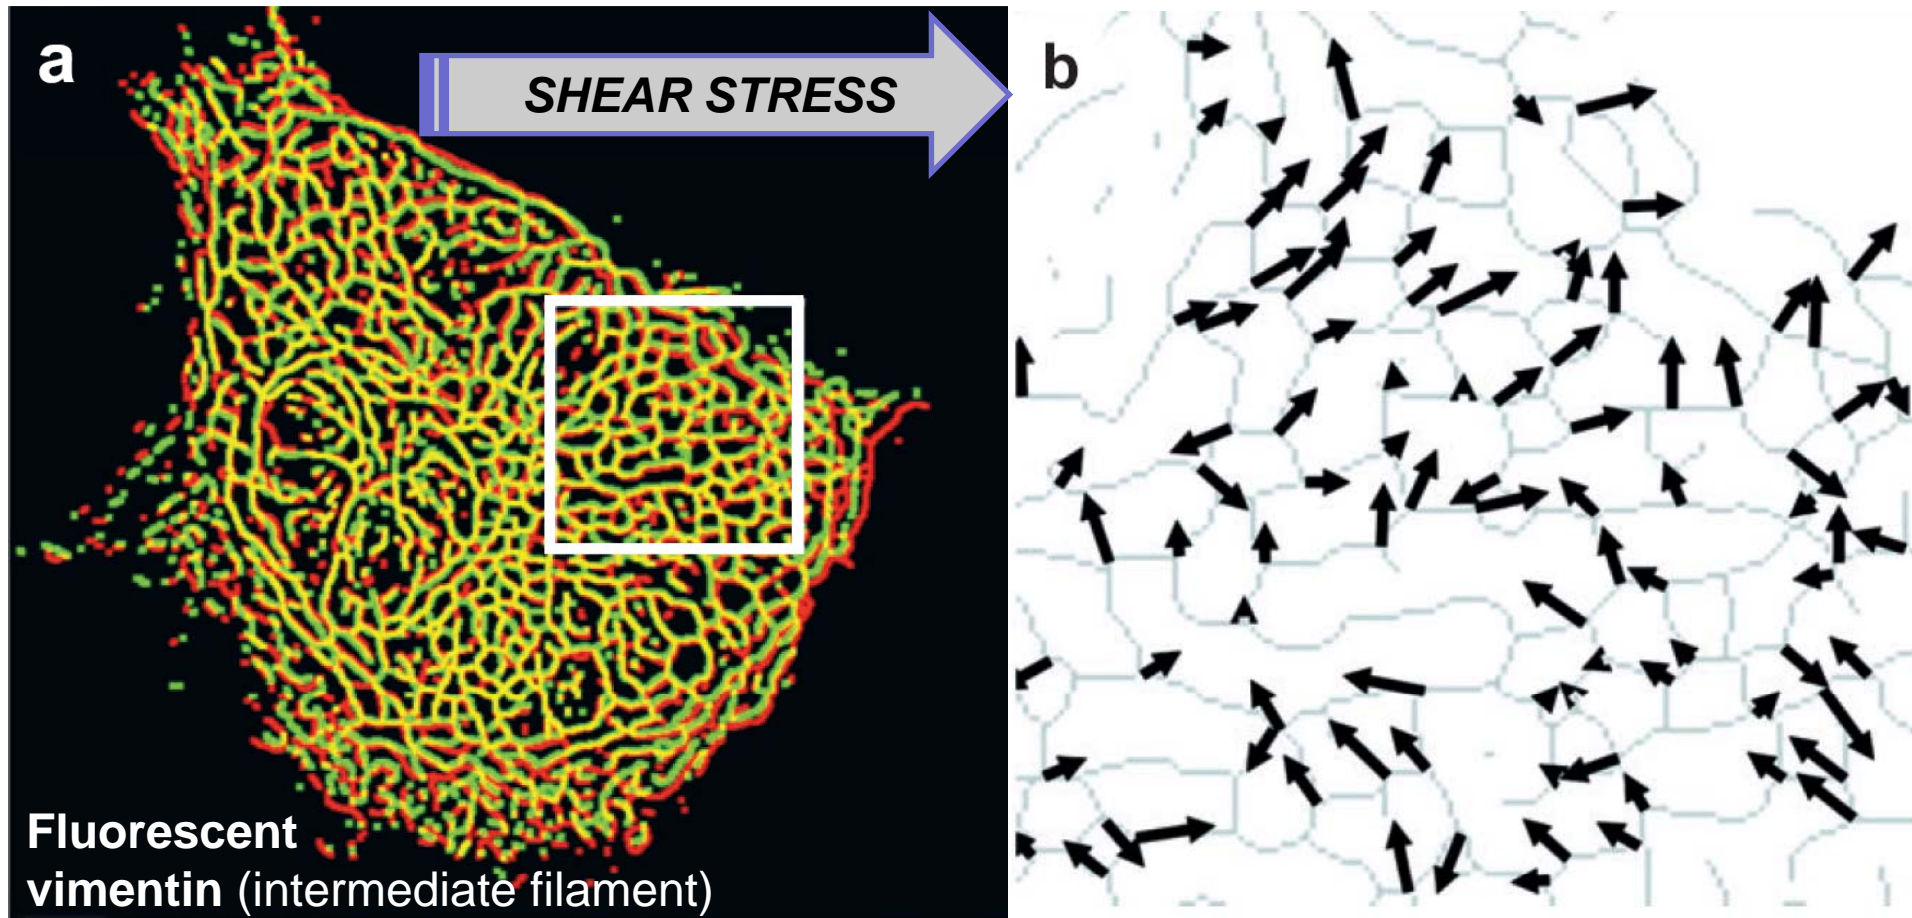 a
SHEAR STRESS
b
Fluorescent
vimentin (intermediate filament)